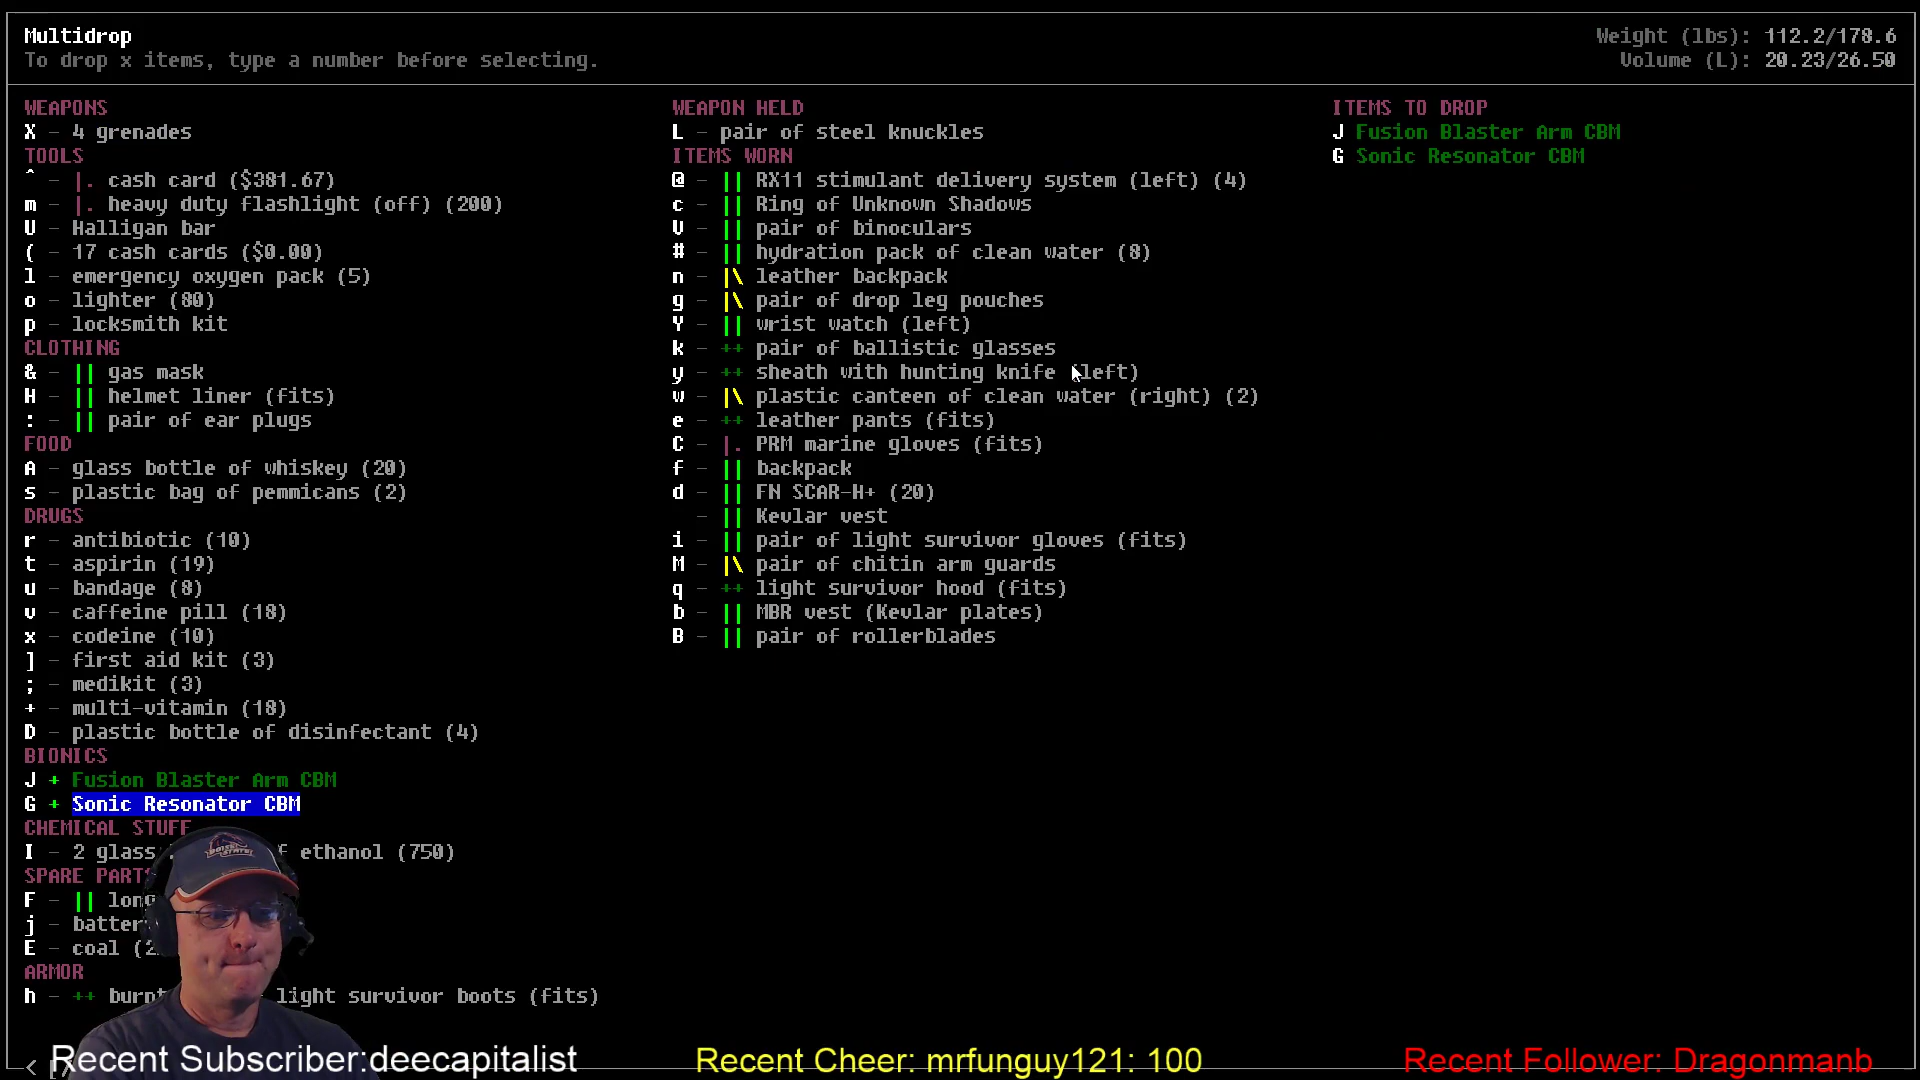 Multidrop
To drop x items, type a number before selecting.
Weight (lbs): 112.2/178.6
Volume (L): 20.23/26.50
WEAPONS
X - 4 grenades
TOOLS
^ - |. cash card ($381.67)
m - |. heavy duty flashlight (off) (200)
U - Halligan bar
( - 17 cash cards ($0.00)
l - emergency oxygen pack (5)
o - lighter (80)
p - locksmith kit
CLOTHING
& - || gas mask
H - || helmet liner (fits)
: - || pair of ear plugs
FOOD
A - glass bottle of whiskey (20)
s - plastic bag of pemmicans (2)
DRUGS
r - antibiotic (10)
t - aspirin (19)
u - bandage (8)
v - caffeine pill (18)
x - codeine (10)
] - first aid kit (3)
; - medikit (3)
+ - multi-vitamin (18)
D - plastic bottle of disinfectant (4)
BIONICS
J + Fusion Blaster Arm CBM
G + Sonic Resonator CBM
CHEMICAL STUFF
I - 2 glass ethanol (750)
SPARE PARTS
F - ||
j -
E - coal
ARMOR
h - ++ light survivor boots (fits)
WEAPON HELD
L - pair of steel knuckles
ITEMS WORN
@ - || RX11 stimulant delivery system (left) (4)
c - || Ring of Unknown Shadows
V - || pair of binoculars
# - || hydration pack of clean water (8)
n - |\ leather backpack
g - |\ pair of drop leg pouches
Y - || wrist watch (left)
k - ++ pair of ballistic glasses
y - ++ sheath with hunting knife (left)
w - |\ plastic canteen of clean water (right) (2)
e - ++ leather pants (fits)
C - |. PRM marine gloves (fits)
f - || backpack
d - || FN SCAR-H+ (20)
- || Kevlar vest
i - || pair of light survivor gloves (fits)
M - |\ pair of chitin arm guards
q - ++ light survivor hood (fits)
b - || MBR vest (Kevlar plates)
B - || pair of rollerblades
ITEMS TO DROP
J Fusion Blaster Arm CBM
G Sonic Resonator CBM
Recent Subscriber:deecapitalist
Recent Cheer: mrfunguy121: 100
Recent Follower: Dragonmanb